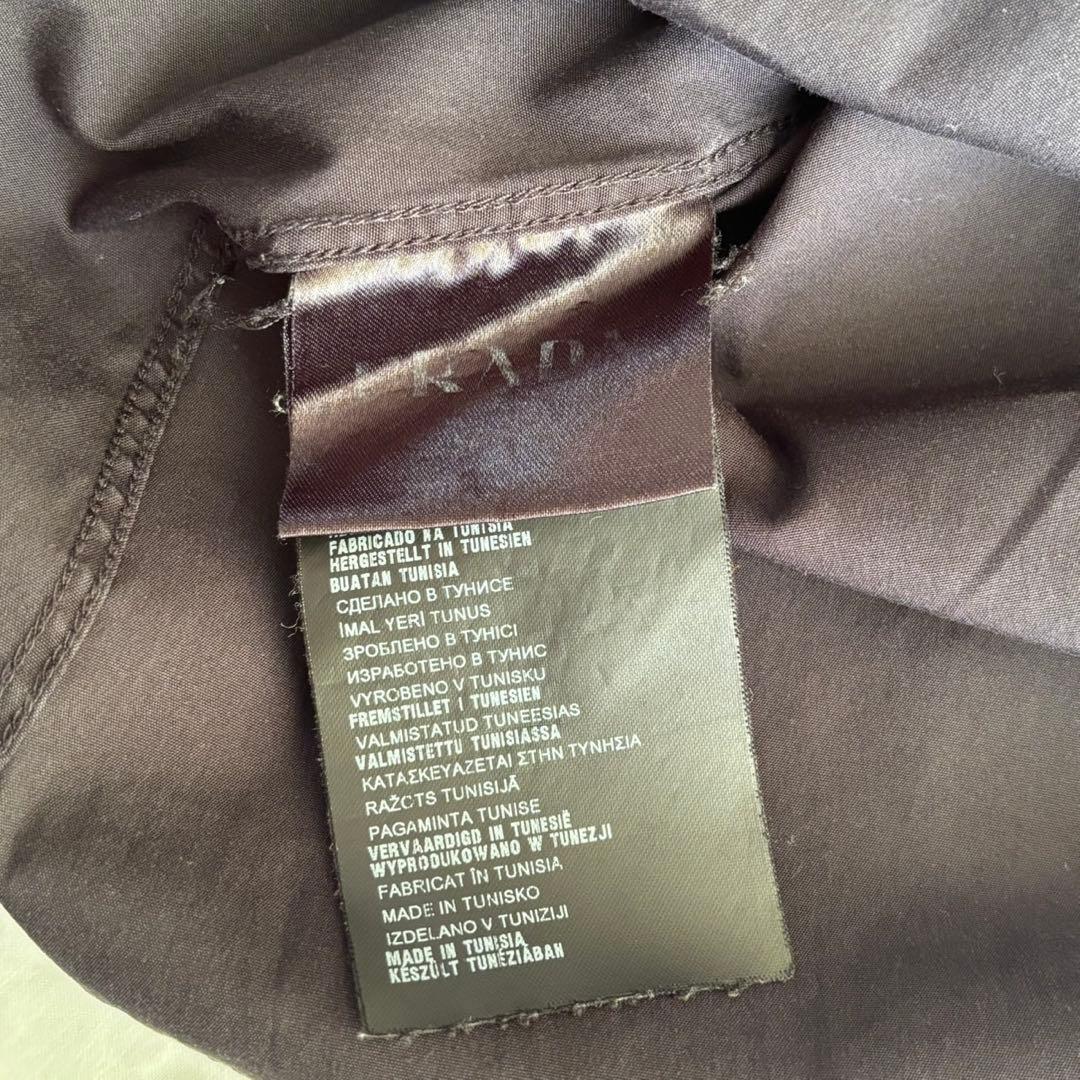 PRADA
FABRICADO NA TUNÍSIA
HERGESTELLT IN TUNESIEN
BUATAN TUNISIA
СДЕЛАНО В ТУНИСЕ
İMAL YERİ TUNUS
ЗРОБЛЕНО В ТУНІСІ
ИЗРАБОТЕНО В ТУНИС
VYROBENO V TUNISKU
FREMSTILLET I TUNESIEN
VALMISTATUD TUNEESIAS
VALMISTETTU TUNISIASSA
ΚΑΤΑΣΚΕΥΑΖΕΤΑΙ ΣΤΗΝ ΤΥΝΗΣΙΑ
RAŽOTS TUNISIJĀ
PAGAMINTA TUNISE
VERVAARDIGD IN TUNESIË
WYPRODUKOWANO W TUNEZJI
FABRICAT ÎN TUNISIA
MADE IN TUNISKO
IZDELANO V TUNIZIJI
MADE IN TUNISIA
KÉSZÜLT TUNÉZIÁBAN